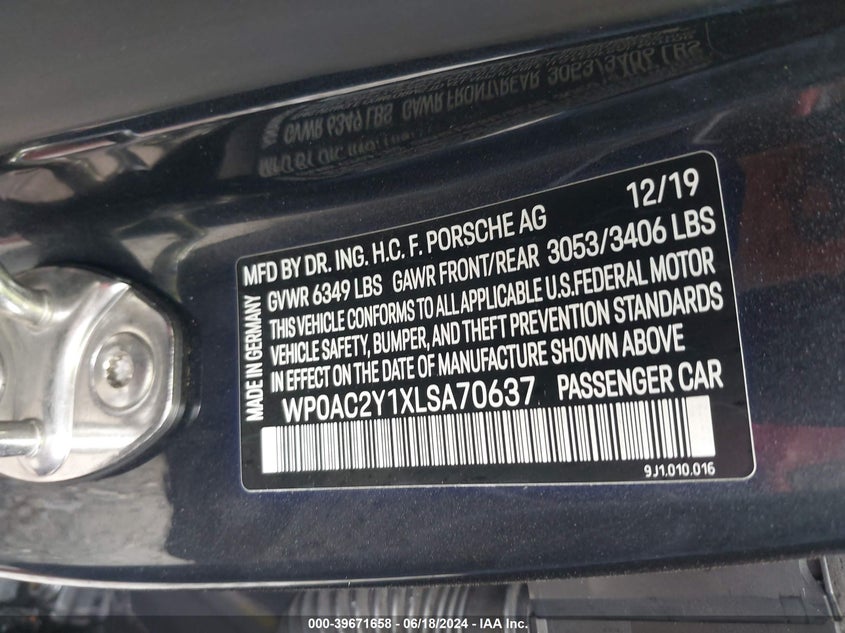 MFD BY DR. ING. H.C. F. PORSCHE AG 12/19
GVWR 6349 LBS GAWR FRONT/REAR 3053/3406 LBS
THIS VEHICLE CONFORMS TO ALL APPLICABLE U.S.FEDERAL MOTOR
VEHICLE SAFETY, BUMPER, AND THEFT PREVENTION STANDARDS
IN EFFECT ON THE DATE OF MANUFACTURE SHOWN ABOVE
WP0AC2Y1XLSA70637 PASSENGER CAR
MADE IN GERMANY
9J1.010.016
000-39671658 - 06/18/2024 - IAA Inc.